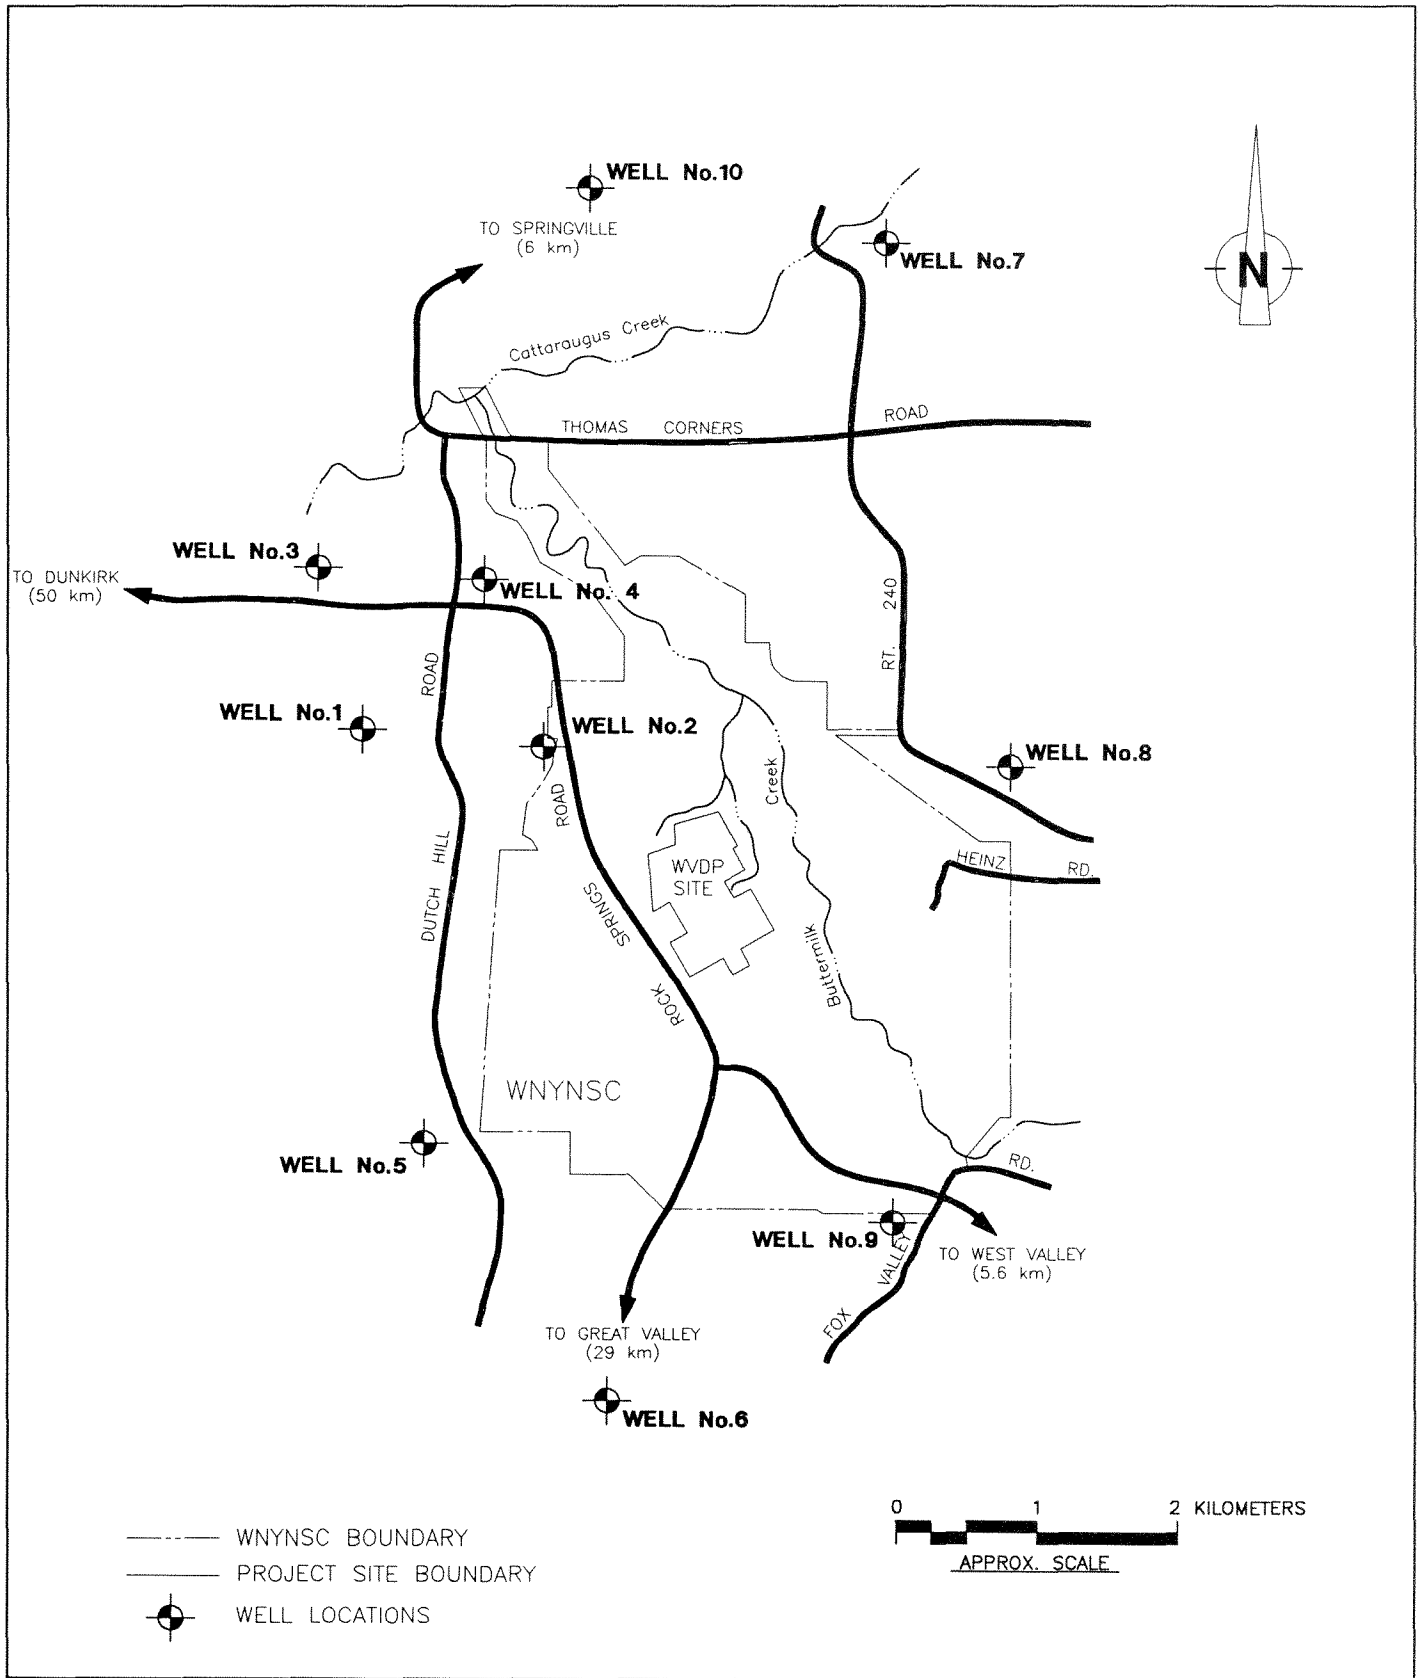 WELL No.10
TO SPRINGVILLE
(6 km)
WELL No.7
N
Cattaraugus Creek
THOMAS CORNERS ROAD
WELL No.3
TO DUNKIRK
(50 km)
WELL No. 4
RT. 240
WELL No.1
WELL No.2
WELL No.8
DUTCH HILL ROAD
ROCK SPRINGS ROAD
Buttermilk Creek
WVDP
SITE
HEINZ RD.
WNYNSC
WELL No.5
FOX VALLEY RD.
WELL No.9
TO WEST VALLEY
(5.6 km)
TO GREAT VALLEY
(29 km)
WELL No.6
0 1 2 KILOMETERS
APPROX. SCALE
WNYNSC BOUNDARY
PROJECT SITE BOUNDARY
WELL LOCATIONS